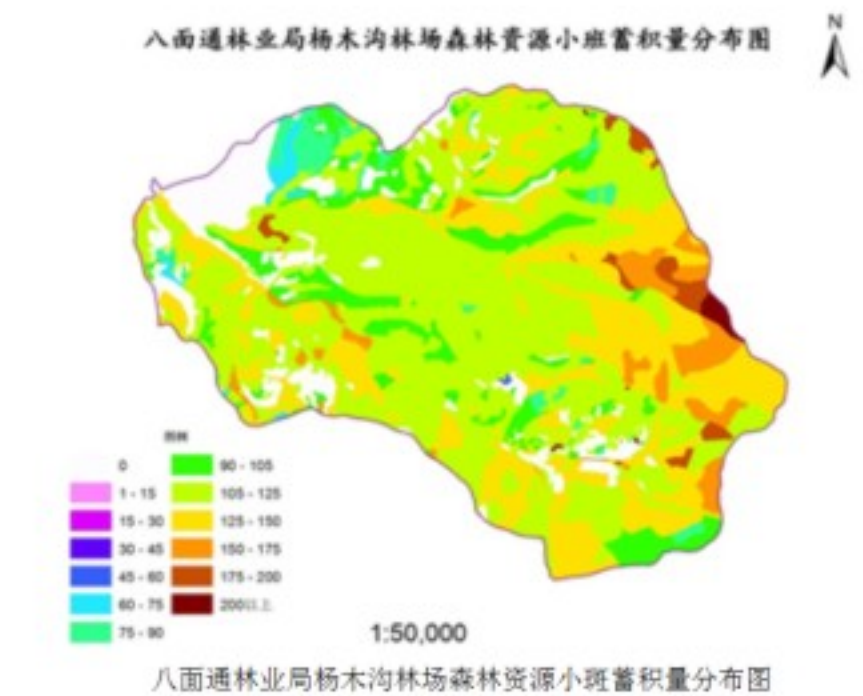 八面通林业局杨木沟林场森林资源小班蓄积量分布图
N
图例
0
1 - 15
15 - 30
30 - 45
45 - 60
60 - 75
75 - 90
90 - 105
105 - 125
125 - 150
150 - 175
175 - 200
200以上
1:50,000
八面通林业局杨木沟林场森林资源小斑蓄积量分布图